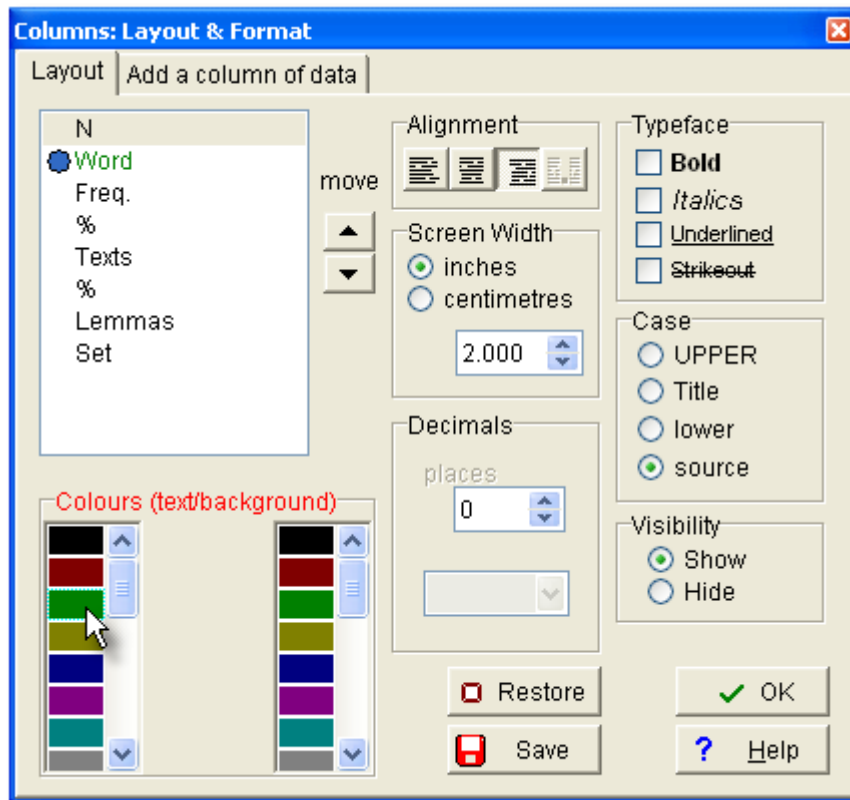 Columns: Layout & Format
Layout
Add a column of data
N
Word
Freq.
%
Texts
%
Lemmas
Set
move
Alignment
Screen Width
inches
centimetres
2.000
Decimals
places
0
Typeface
Bold
Italics
Underlined
Strikeout
Case
UPPER
Title
lower
source
Visibility
Show
Hide
Colours (text/background)
Restore
OK
Save
? Help